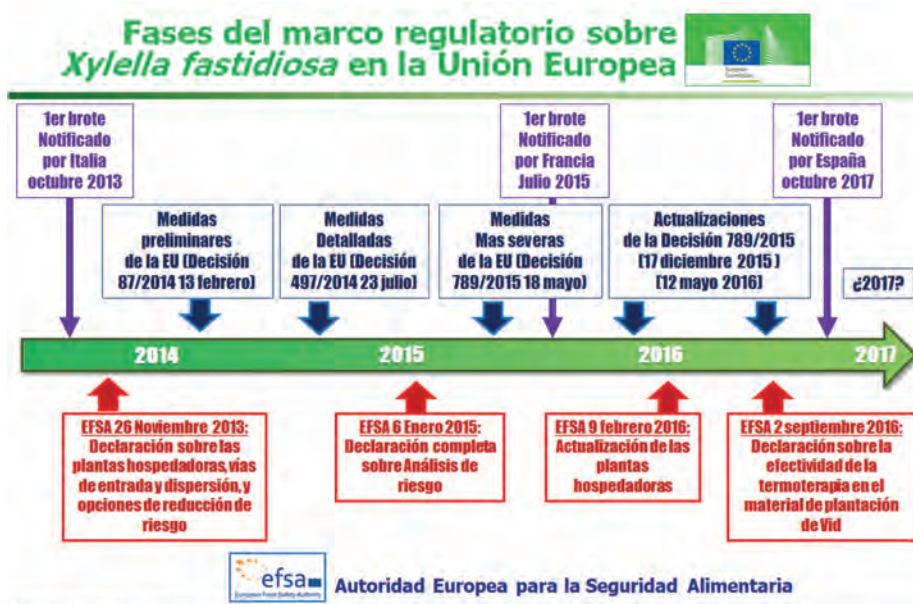 Fases del marco regulatorio sobre
Xylella fastidiosa en la Unión Europea
European
Commission
1er brote
Notificado
por Italia
octubre 2013
1er brote
Notificado
por Francia
Julio 2015
1er brote
Notificado
por España
octubre 2017
Medidas
preliminares
de la EU (Decisión
87/2014 13 febrero)
Medidas
Detalladas
de la EU (Decisión
497/2014 23 julio)
Medidas
Mas severas
de la EU (Decisión
789/2015 18 mayo)
Actualizaciones
de la Decisión 789/2015
(17 diciembre 2015 )
(12 mayo 2016)
¿2017?
2014
2015
2016
2017
EFSA 26 Noviembre 2013:
Declaración sobre las
plantas hospedadoras, vías
de entrada y dispersión, y
opciones de reducción de
riesgo
EFSA 6 Enero 2015:
Declaración completa
sobre Análisis de
riesgo
EFSA 9 febrero 2016:
Actualización de las
plantas
hospedadoras
EFSA 2 septiembre 2016:
Declaración sobre la
efectividad de la
termoterapia en el
material de plantación
de Vid
efsa
European Food Safety Authority
Autoridad Europea para la Seguridad Alimentaria